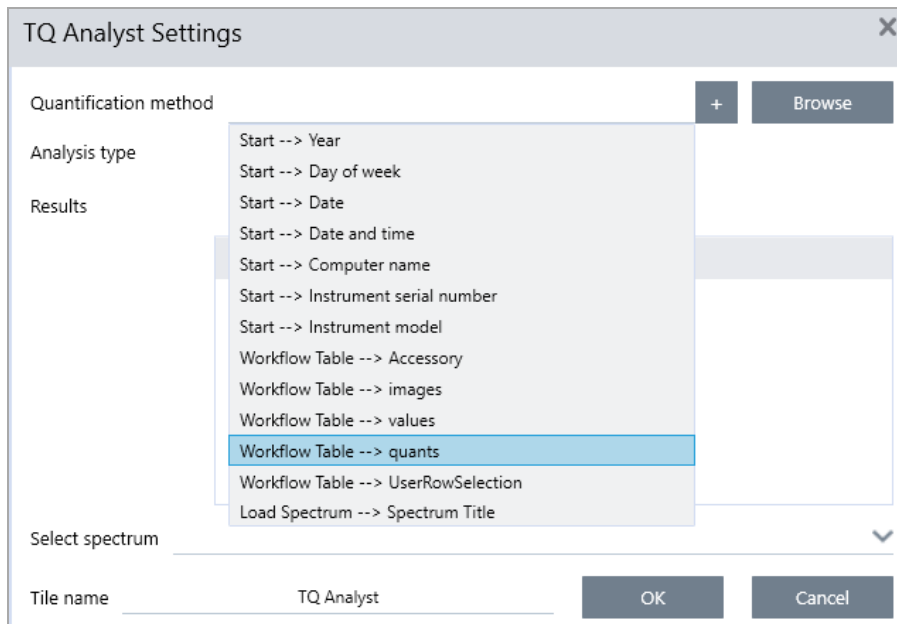 TQ Analyst Settings
Quantification method
+
Browse
Analysis type
Results
Start --> Year
Start --> Day of week
Start --> Date
Start --> Date and time
Start --> Computer name
Start --> Instrument serial number
Start --> Instrument model
Workflow Table --> Accessory
Workflow Table --> images
Workflow Table --> values
Workflow Table --> quants
Workflow Table --> UserRowSelection
Load Spectrum --> Spectrum Title
Select spectrum
Tile name
TQ Analyst
OK
Cancel